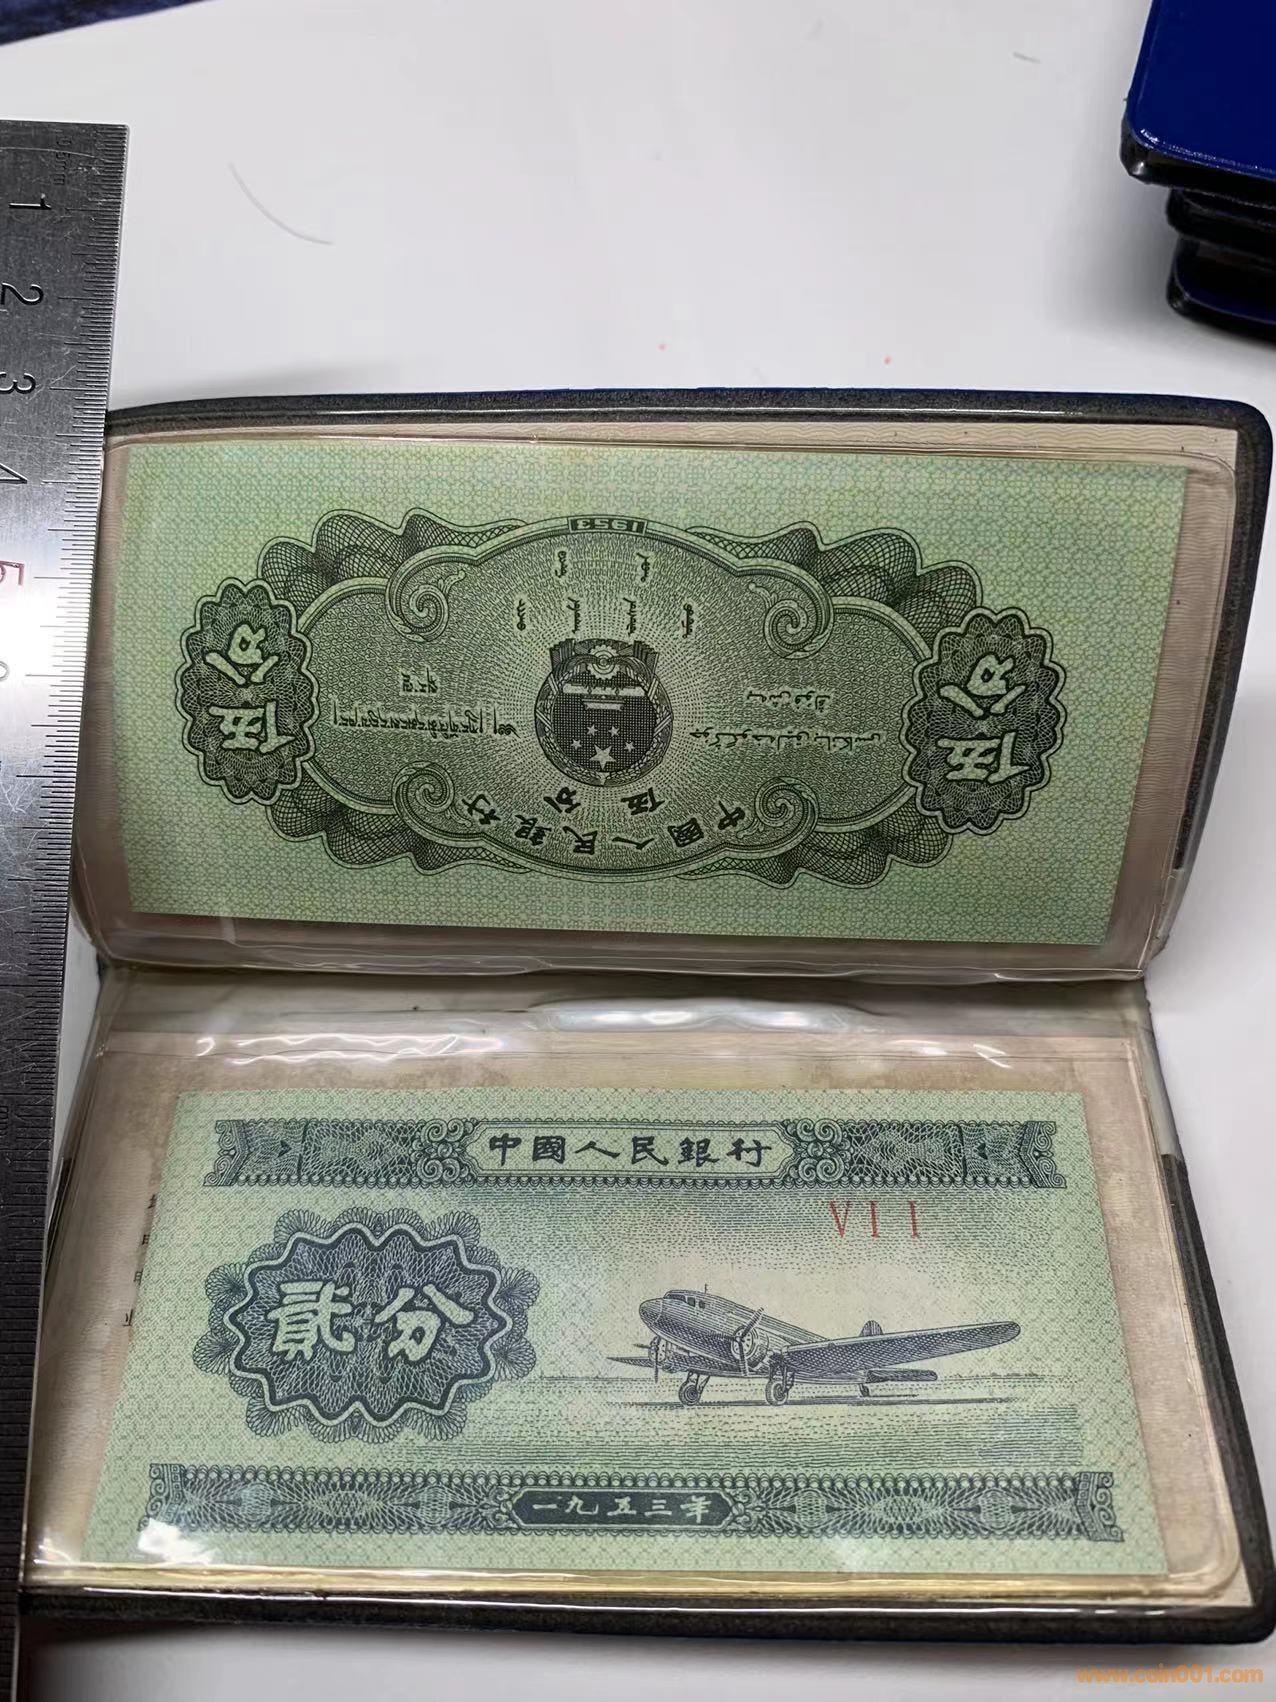 1
2
3
4
5
1953
伍分
伍分
中國人民銀行
伍分
中國人民銀行
VII
貳分
一九五三年
www.coin001.com